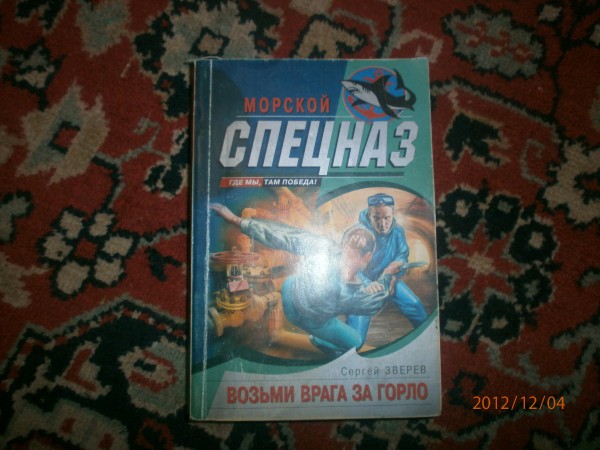 МОРСКОЙ
СПЕЦНАЗ
ГДЕ МЫ, ТАМ ПОБЕДА!
Сергей ЗВЕРЕВ
ВОЗЬМИ ВРАГА ЗА ГОРЛО
2012/12/04